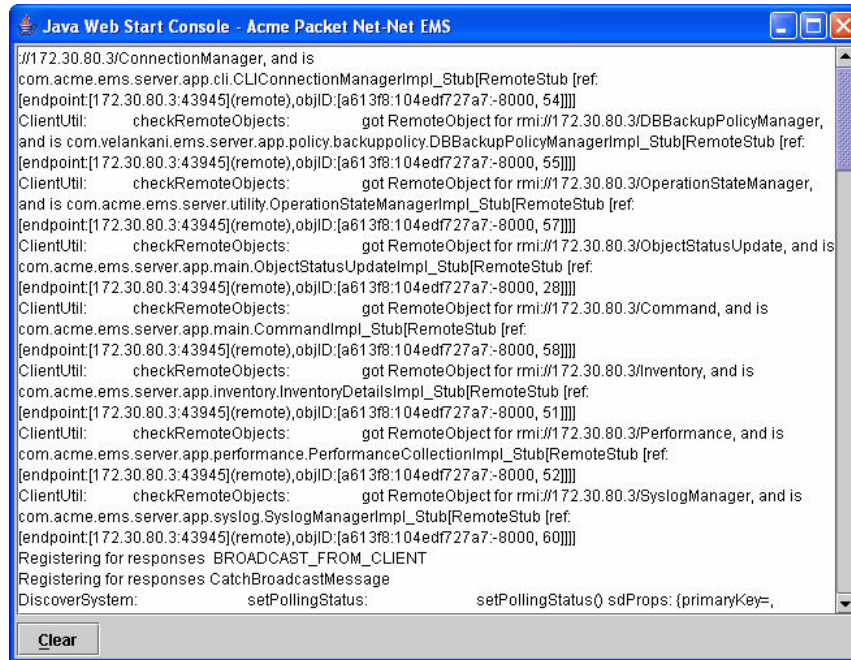 Java Web Start Console - Acme Packet Net-Net EMS
://172.30.80.3/ConnectionManager, and is
com.acme.ems.server.app.cli.CLIConnectionManagerImpl_Stub[RemoteStub [ref:
[endpoint:[172.30.80.3:43945](remote),objID:[a613f8:104edf727a7:-8000, 54]]]]
ClientUtil: checkRemoteObjects: got RemoteObject for rmi://172.30.80.3/DBBackupPolicyManager,
and is com.velankani.ems.server.app.policy.backuppolicy.DBBackupPolicyManagerImpl_Stub[RemoteStub [ref:
[endpoint:[172.30.80.3:43945](remote),objID:[a613f8:104edf727a7:-8000, 55]]]]
ClientUtil: checkRemoteObjects: got RemoteObject for rmi://172.30.80.3/OperationStateManager,
and is com.acme.ems.server.utility.OperationStateManagerImpl_Stub[RemoteStub [ref:
[endpoint:[172.30.80.3:43945](remote),objID:[a613f8:104edf727a7:-8000, 57]]]]
ClientUtil: checkRemoteObjects: got RemoteObject for rmi://172.30.80.3/ObjectStatusUpdate, and is
com.acme.ems.server.app.main.ObjectStatusUpdateImpl_Stub[RemoteStub [ref:
[endpoint:[172.30.80.3:43945](remote),objID:[a613f8:104edf727a7:-8000, 28]]]]
ClientUtil: checkRemoteObjects: got RemoteObject for rmi://172.30.80.3/Command, and is
com.acme.ems.server.app.main.CommandImpl_Stub[RemoteStub [ref:
[endpoint:[172.30.80.3:43945](remote),objID:[a613f8:104edf727a7:-8000, 58]]]]
ClientUtil: checkRemoteObjects: got RemoteObject for rmi://172.30.80.3/Inventory, and is
com.acme.ems.server.app.inventory.InventoryDetailsImpl_Stub[RemoteStub [ref:
[endpoint:[172.30.80.3:43945](remote),objID:[a613f8:104edf727a7:-8000, 51]]]]
ClientUtil: checkRemoteObjects: got RemoteObject for rmi://172.30.80.3/Performance, and is
com.acme.ems.server.app.performance.PerformanceCollectionImpl_Stub[RemoteStub [ref:
[endpoint:[172.30.80.3:43945](remote),objID:[a613f8:104edf727a7:-8000, 52]]]]
ClientUtil: checkRemoteObjects: got RemoteObject for rmi://172.30.80.3/SyslogManager, and is
com.acme.ems.server.app.syslog.SyslogManagerImpl_Stub[RemoteStub [ref:
[endpoint:[172.30.80.3:43945](remote),objID:[a613f8:104edf727a7:-8000, 60]]]]
Registering for responses BROADCAST_FROM_CLIENT
Registering for responses CatchBroadcastMessage
DiscoverSystem: setPollingStatus: setPollingStatus() sdProps: {primaryKey=,
Clear